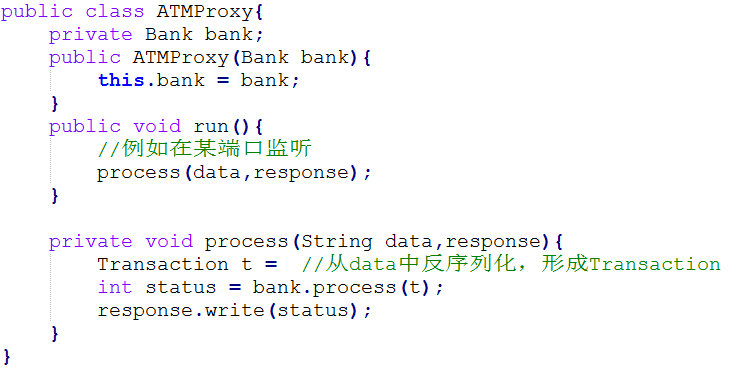 public class ATMProxy{
    private Bank bank;
    public ATMProxy(Bank bank){
        this.bank = bank;
    }
    public void run(){
        //例如在某端口监听
        process(data,response);
    }

    private void process(String data,response){
        Transaction t =  //从data中反序列化，形成Transaction
        int status = bank.process(t);
        response.write(status);
    }
}